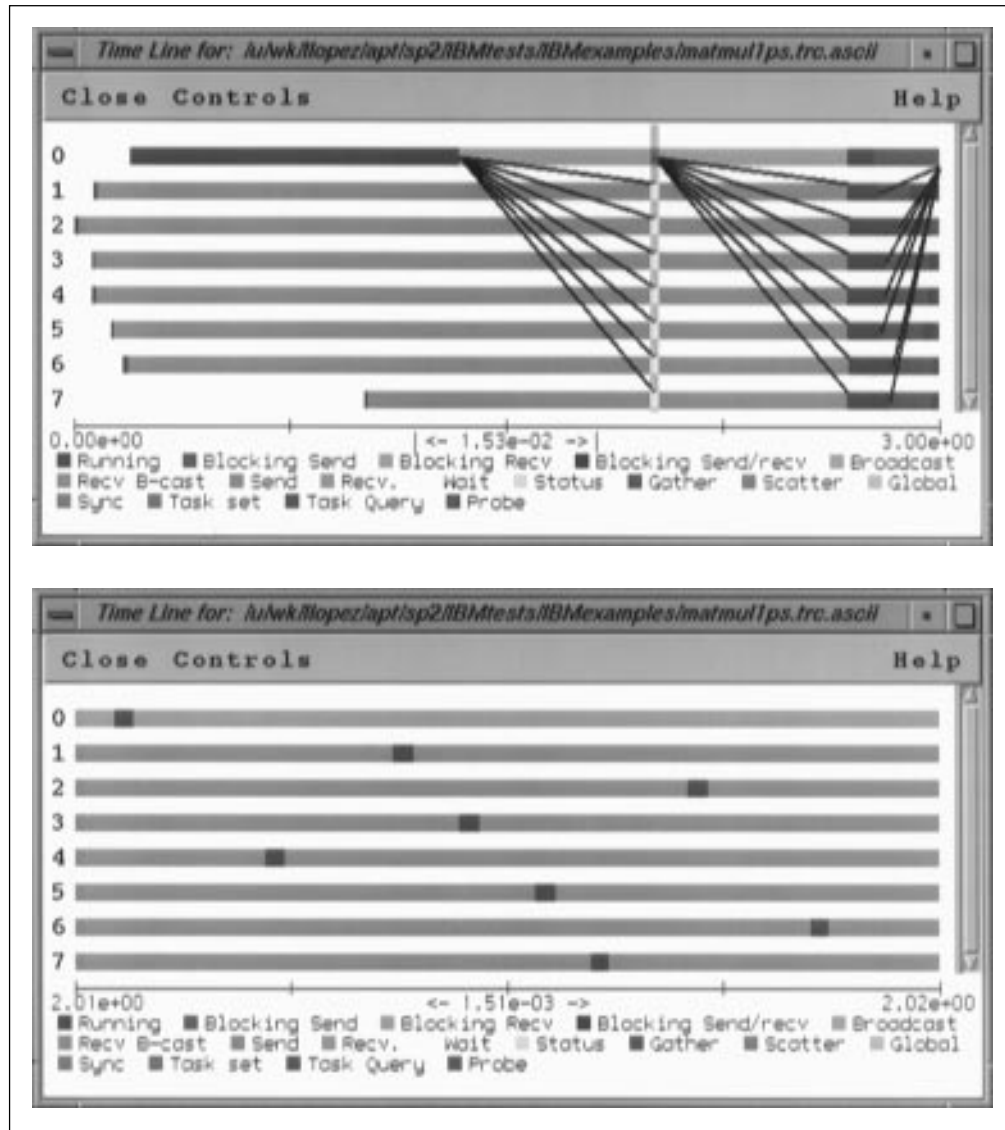 Time Line for: /u/wk/llopez/apt/sp2/IBMtests/IBMexamples/matmul1ps.trc.ascii
Close Controls Help
0
1
2
3
4
5
6
7
0.00e+00 <- 1.53e-02 -> 3.00e+00
Running Blocking Send Blocking Recv Blocking Send/recv Broadcast
Recv B-cast Send Recv. Wait Status Gather Scatter Global
Sync Task set Task Query Probe
Time Line for: /u/wk/llopez/apt/sp2/IBMtests/IBMexamples/matmul1ps.trc.ascii
Close Controls Help
0
1
2
3
4
5
6
7
2.01e+00 <- 1.51e-03 -> 2.02e+00
Running Blocking Send Blocking Recv Blocking Send/recv Broadcast
Recv B-cast Send Recv. Wait Status Gather Scatter Global
Sync Task set Task Query Probe